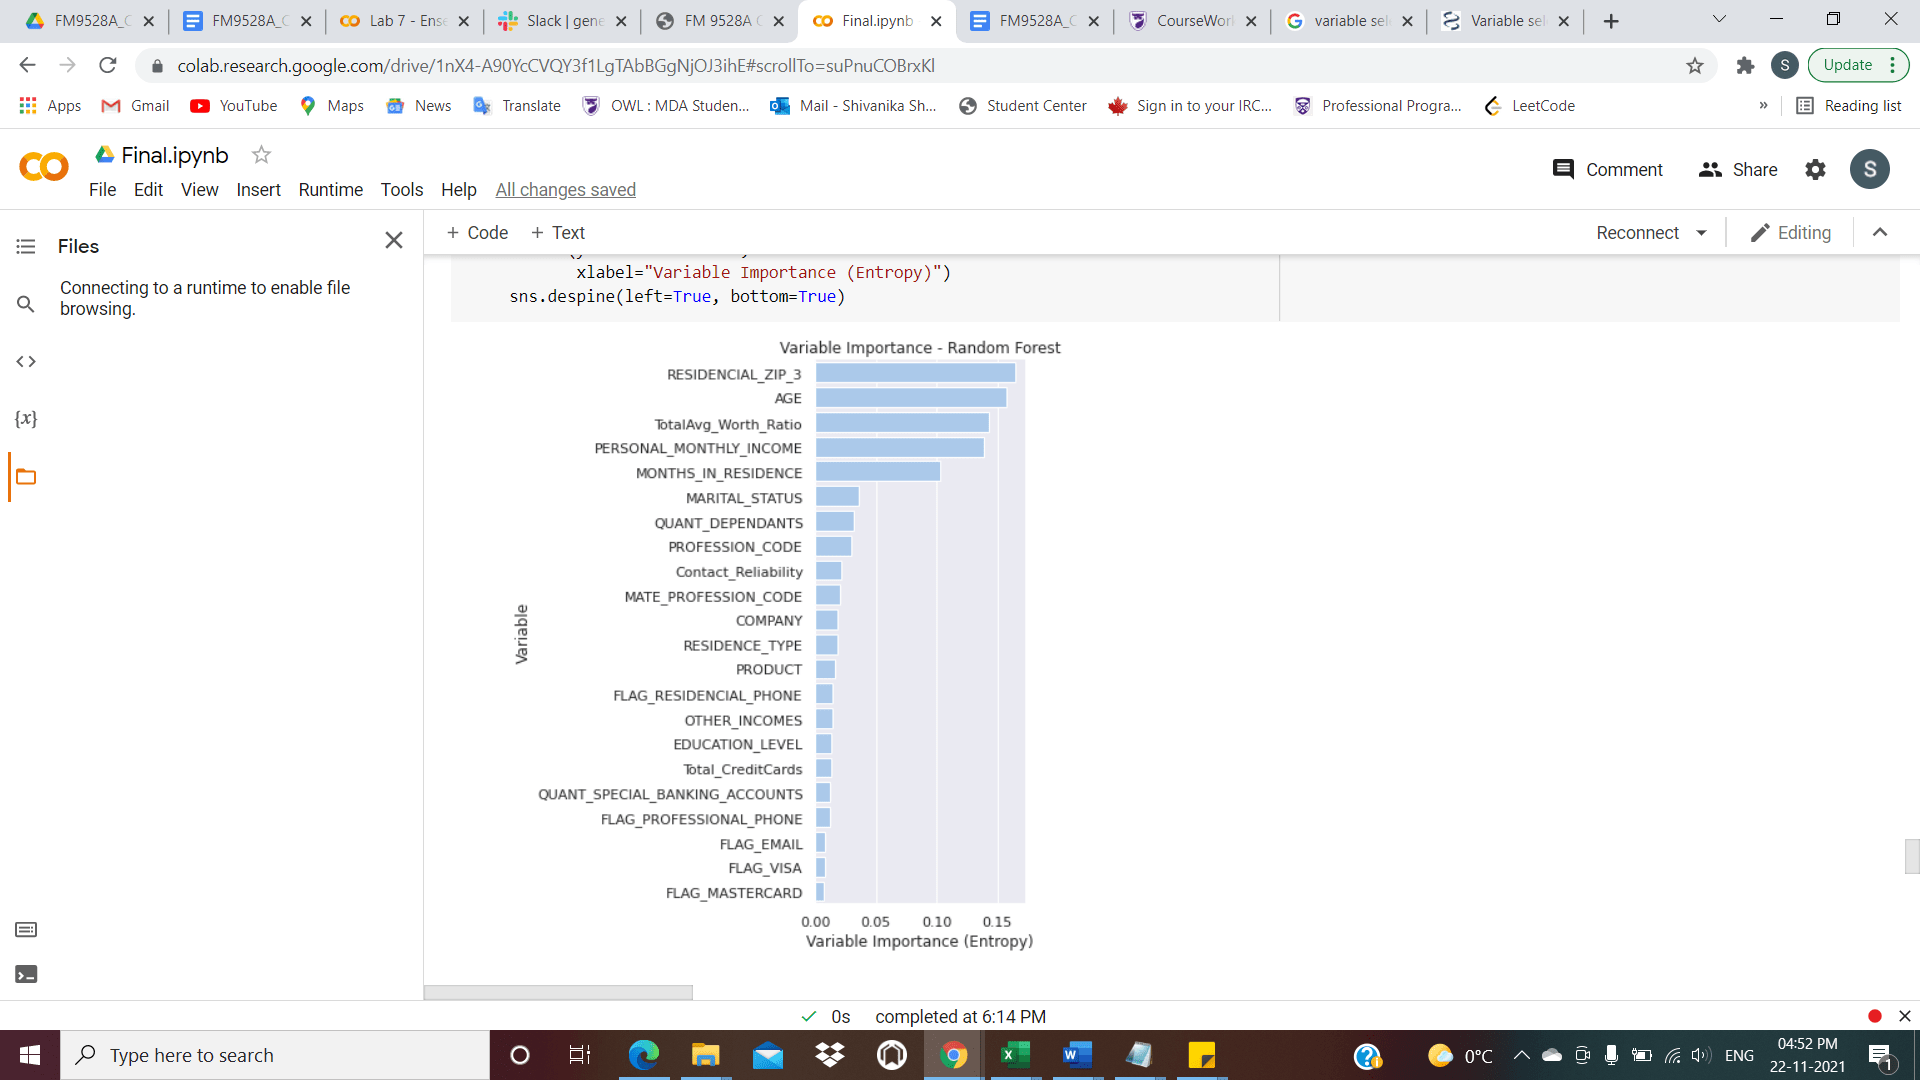 FM9528A_C
FM9528A_C
Lab 7 - Ense
Slack | gene
FM 9528A C
Final.ipynb
FM9528A_C
CourseWork
variable sel
Variable sel
colab.research.google.com/drive/1nX4-A90YcCVQY3f1LgTAbBGgNjOJ3ihE#scrollTo=suPnuCOBrxKl
S
Update
Apps
Gmail
YouTube
Maps
News
Translate
OWL : MDA Studen...
Mail - Shivanika Sh...
Student Center
Sign in to your IRC...
Professional Progra...
LeetCode
»
Reading list
Final.ipynb
File Edit View Insert Runtime Tools Help All changes saved
Comment
Share
S
Files
Connecting to a runtime to enable file
browsing.
{x}
+ Code + Text
Reconnect
Editing
xlabel="Variable Importance (Entropy)")
sns.despine(left=True, bottom=True)
Variable Importance - Random Forest
RESIDENCIAL_ZIP_3
AGE
TotalAvg_Worth_Ratio
PERSONAL_MONTHLY_INCOME
MONTHS_IN_RESIDENCE
MARITAL_STATUS
QUANT_DEPENDANTS
PROFESSION_CODE
Contact_Reliability
MATE_PROFESSION_CODE
COMPANY
RESIDENCE_TYPE
PRODUCT
FLAG_RESIDENCIAL_PHONE
OTHER_INCOMES
EDUCATION_LEVEL
Total_CreditCards
QUANT_SPECIAL_BANKING_ACCOUNTS
FLAG_PROFESSIONAL_PHONE
FLAG_EMAIL
FLAG_VISA
FLAG_MASTERCARD
Variable
0.00 0.05 0.10 0.15
Variable Importance (Entropy)
0s completed at 6:14 PM
Type here to search
0°C
ENG
04:52 PM
22-11-2021
1